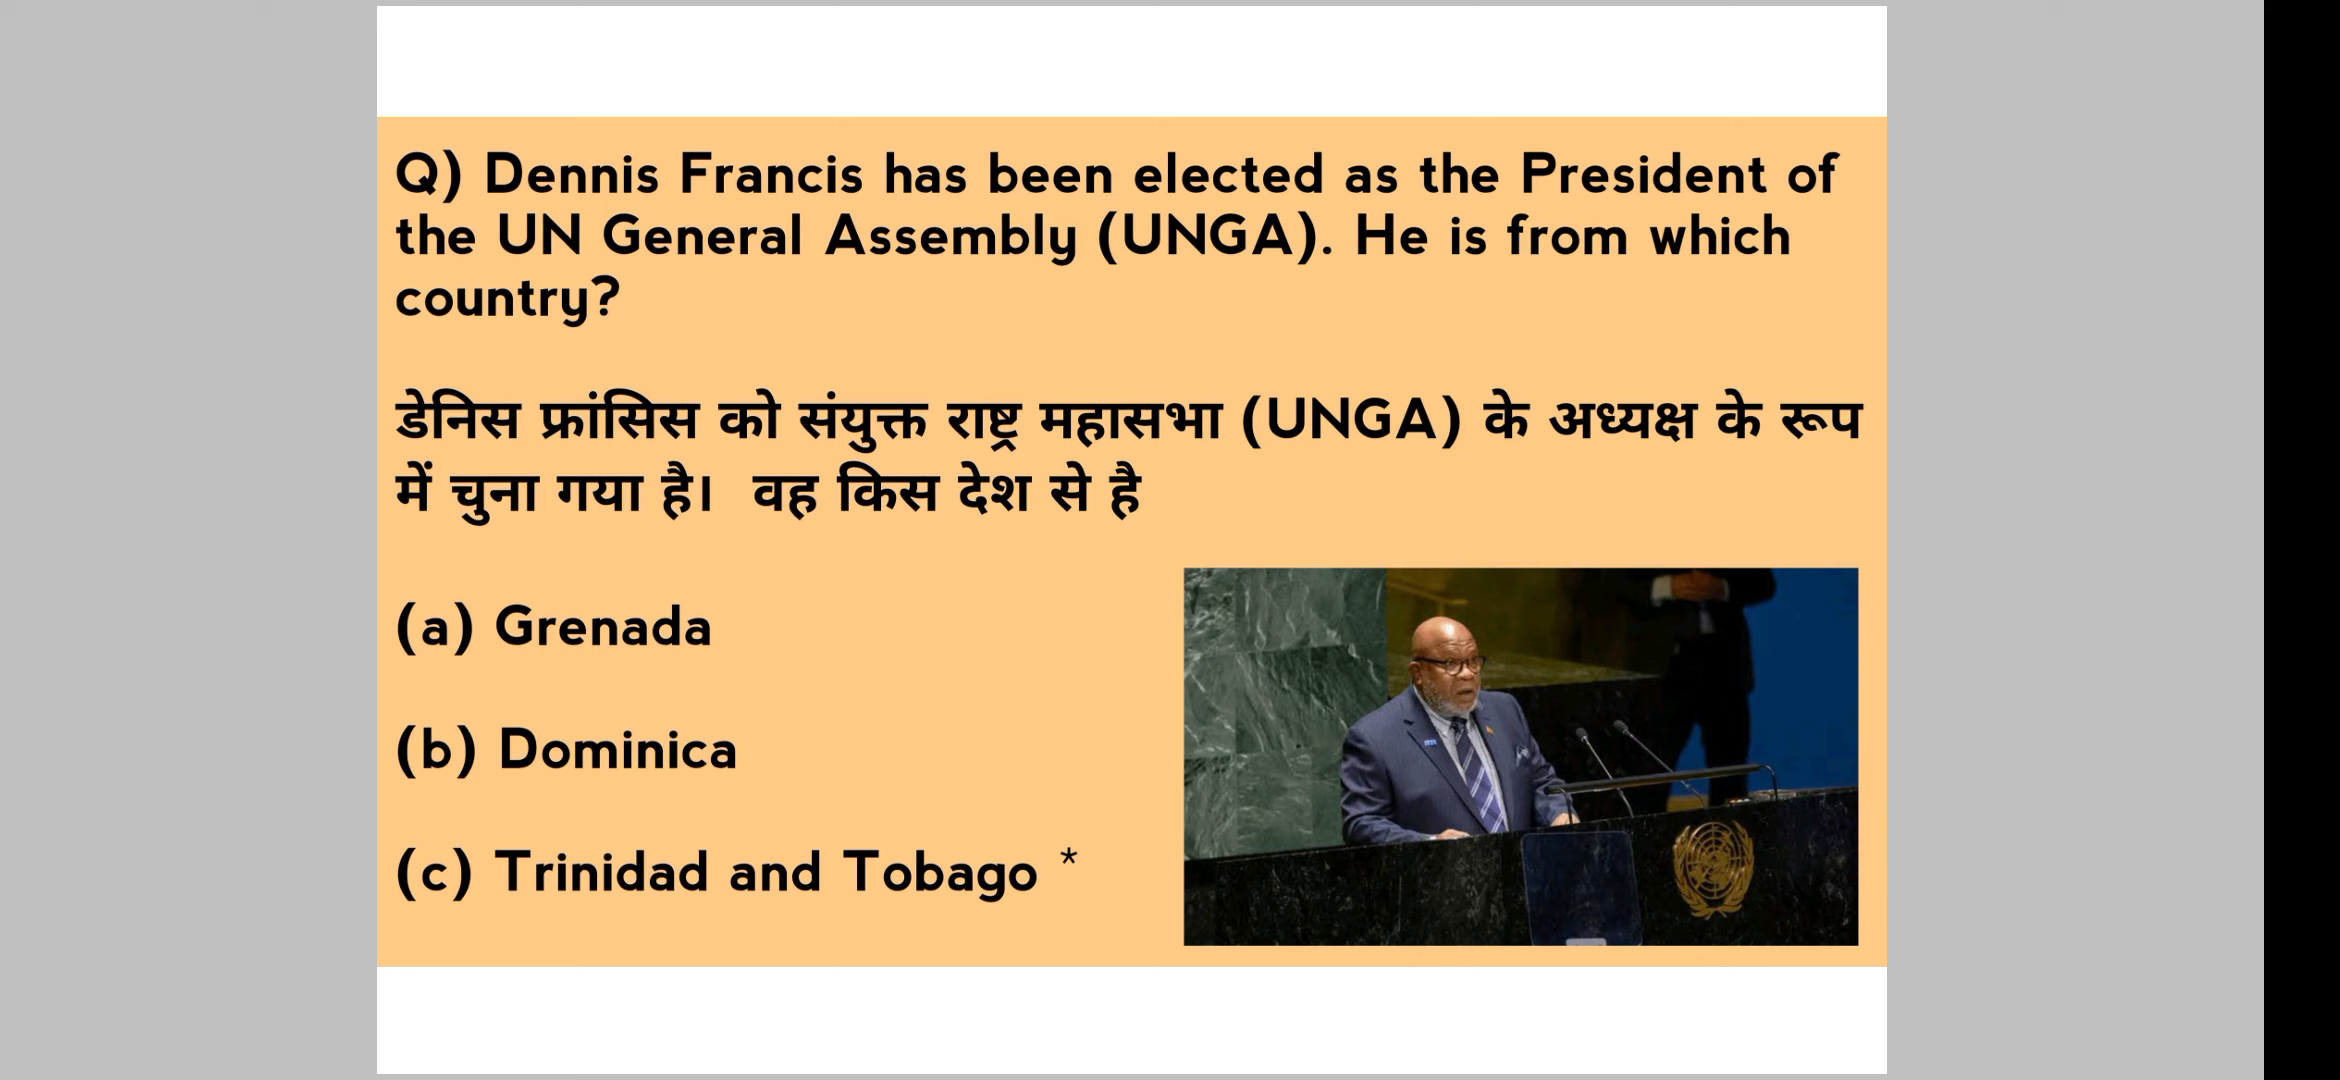 Q) Dennis Francis has been elected as the President of
the UN General Assembly (UNGA). He is from which
country?
डेनिस फ्रांसिस को संयुक्त राष्ट्र महासभा (UNGA) के अध्यक्ष के रूप
में चुना गया है।  वह किस देश से है
(a) Grenada
(b) Dominica
(c) Trinidad and Tobago *